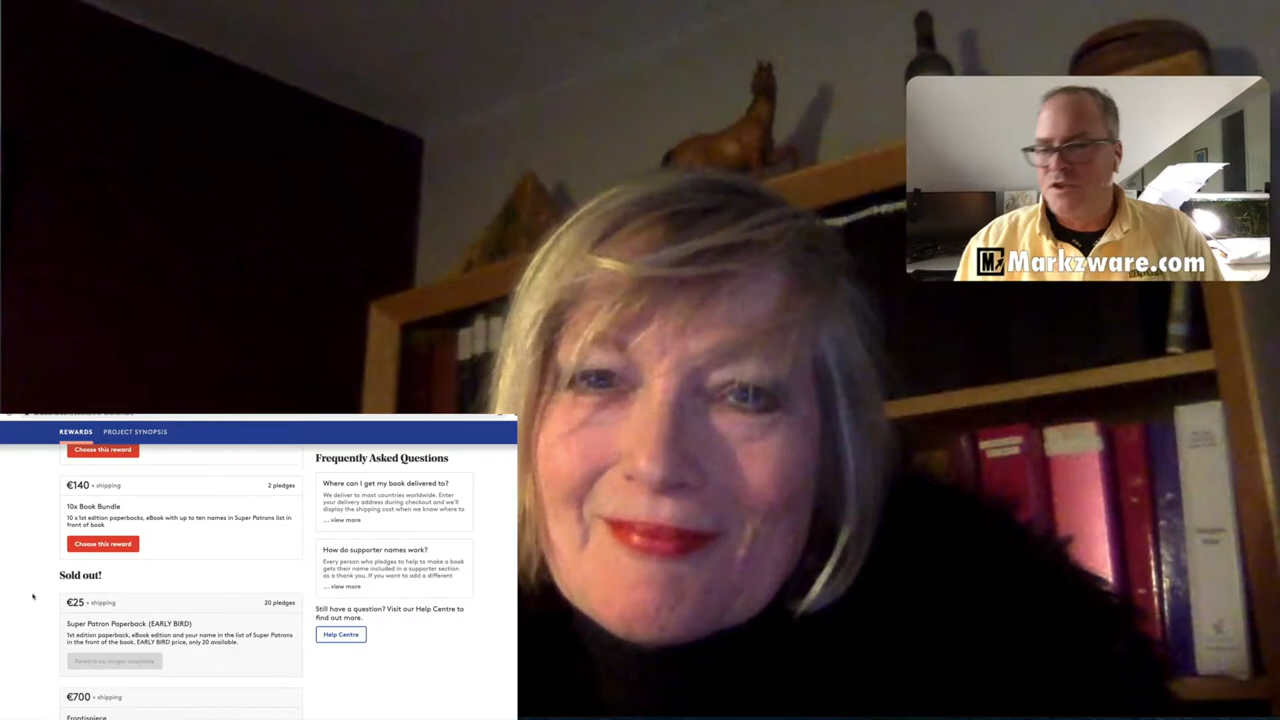 Markzware.com
REWARDS PROJECT SYNOPSIS
Choose this reward
€140 + shipping 2 pledges
10x Book Bundle
10 x 1st edition paperbacks, eBook with up to ten names in Super Patrons list in
front of book
Choose this reward
Sold out!
€25 + shipping 20 pledges
Super Patron Paperback (EARLY BIRD)
1st edition paperback, eBook edition and your name in the list of Super Patrons
in the front of the book. EARLY BIRD price, only 20 available.
Reward no longer available
€700 + shipping
Frontispiece
Frequently Asked Questions
Where can I get my book delivered to?
We deliver to most countries worldwide. Enter
your delivery address during checkout and we'll
display the shipping cost when we know where to
... view more
How do supporter names work?
Every person who pledges to help to make a book
gets their name included in a supporter section
as a thank you. If you want to add a different
... view more
Still have a question? Visit our Help Centre to
find out more.
Help Centre